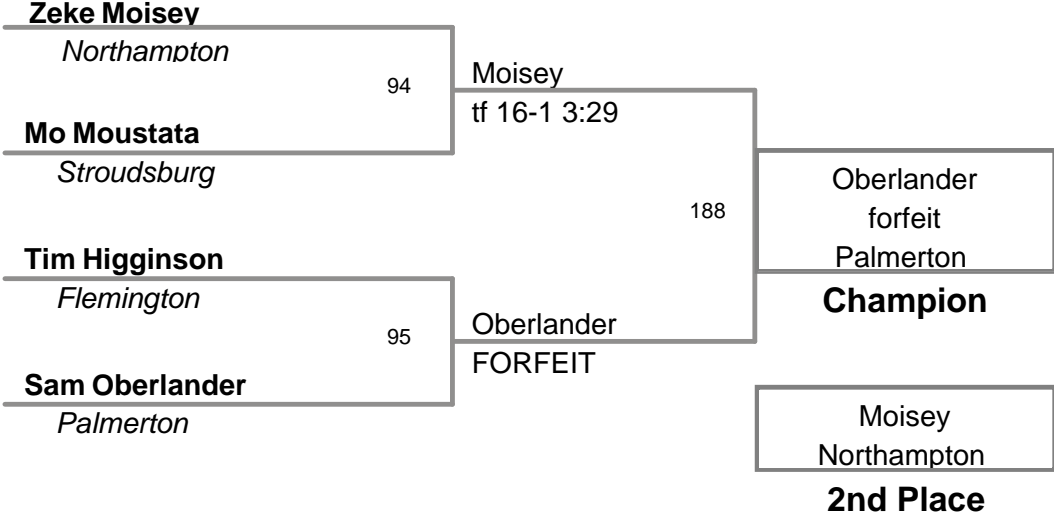 Zeke Moisey
Northampton
94
Moisey
tf 16-1 3:29
Mo Moustata
Stroudsburg
188
Oberlander
forfeit
Palmerton
Champion
Tim Higginson
Flemington
95
Oberlander
FORFEIT
Sam Oberlander
Palmerton
Moisey
Northampton
2nd Place